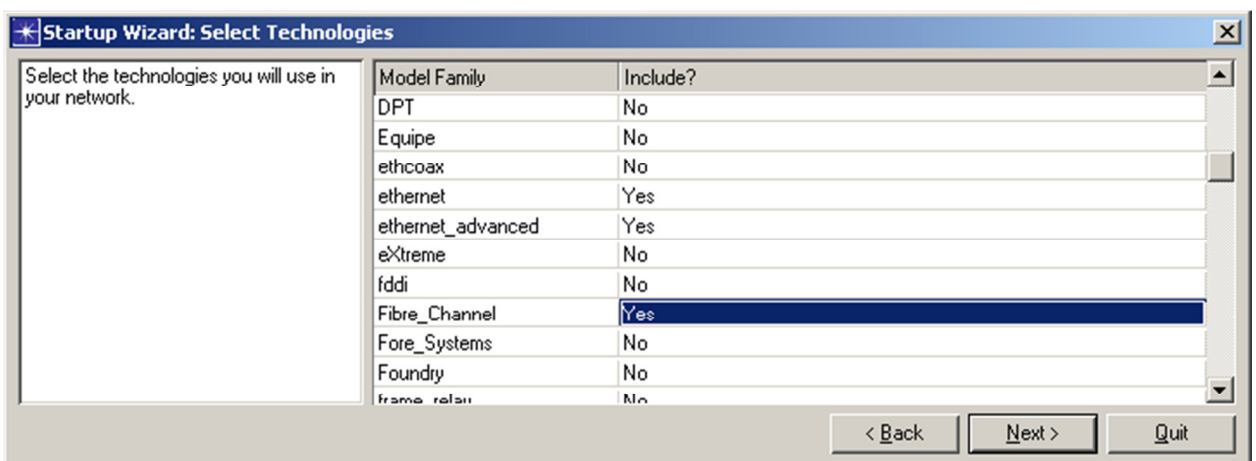 Startup Wizard: Select Technologies
Select the technologies you will use in
your network.
Model Family Include?
DPT No
Equipe No
ethcoax No
ethernet Yes
ethernet_advanced Yes
eXtreme No
fddi No
Fibre_Channel Yes
Fore_Systems No
Foundry No
frame_relay No
< Back Next > Quit